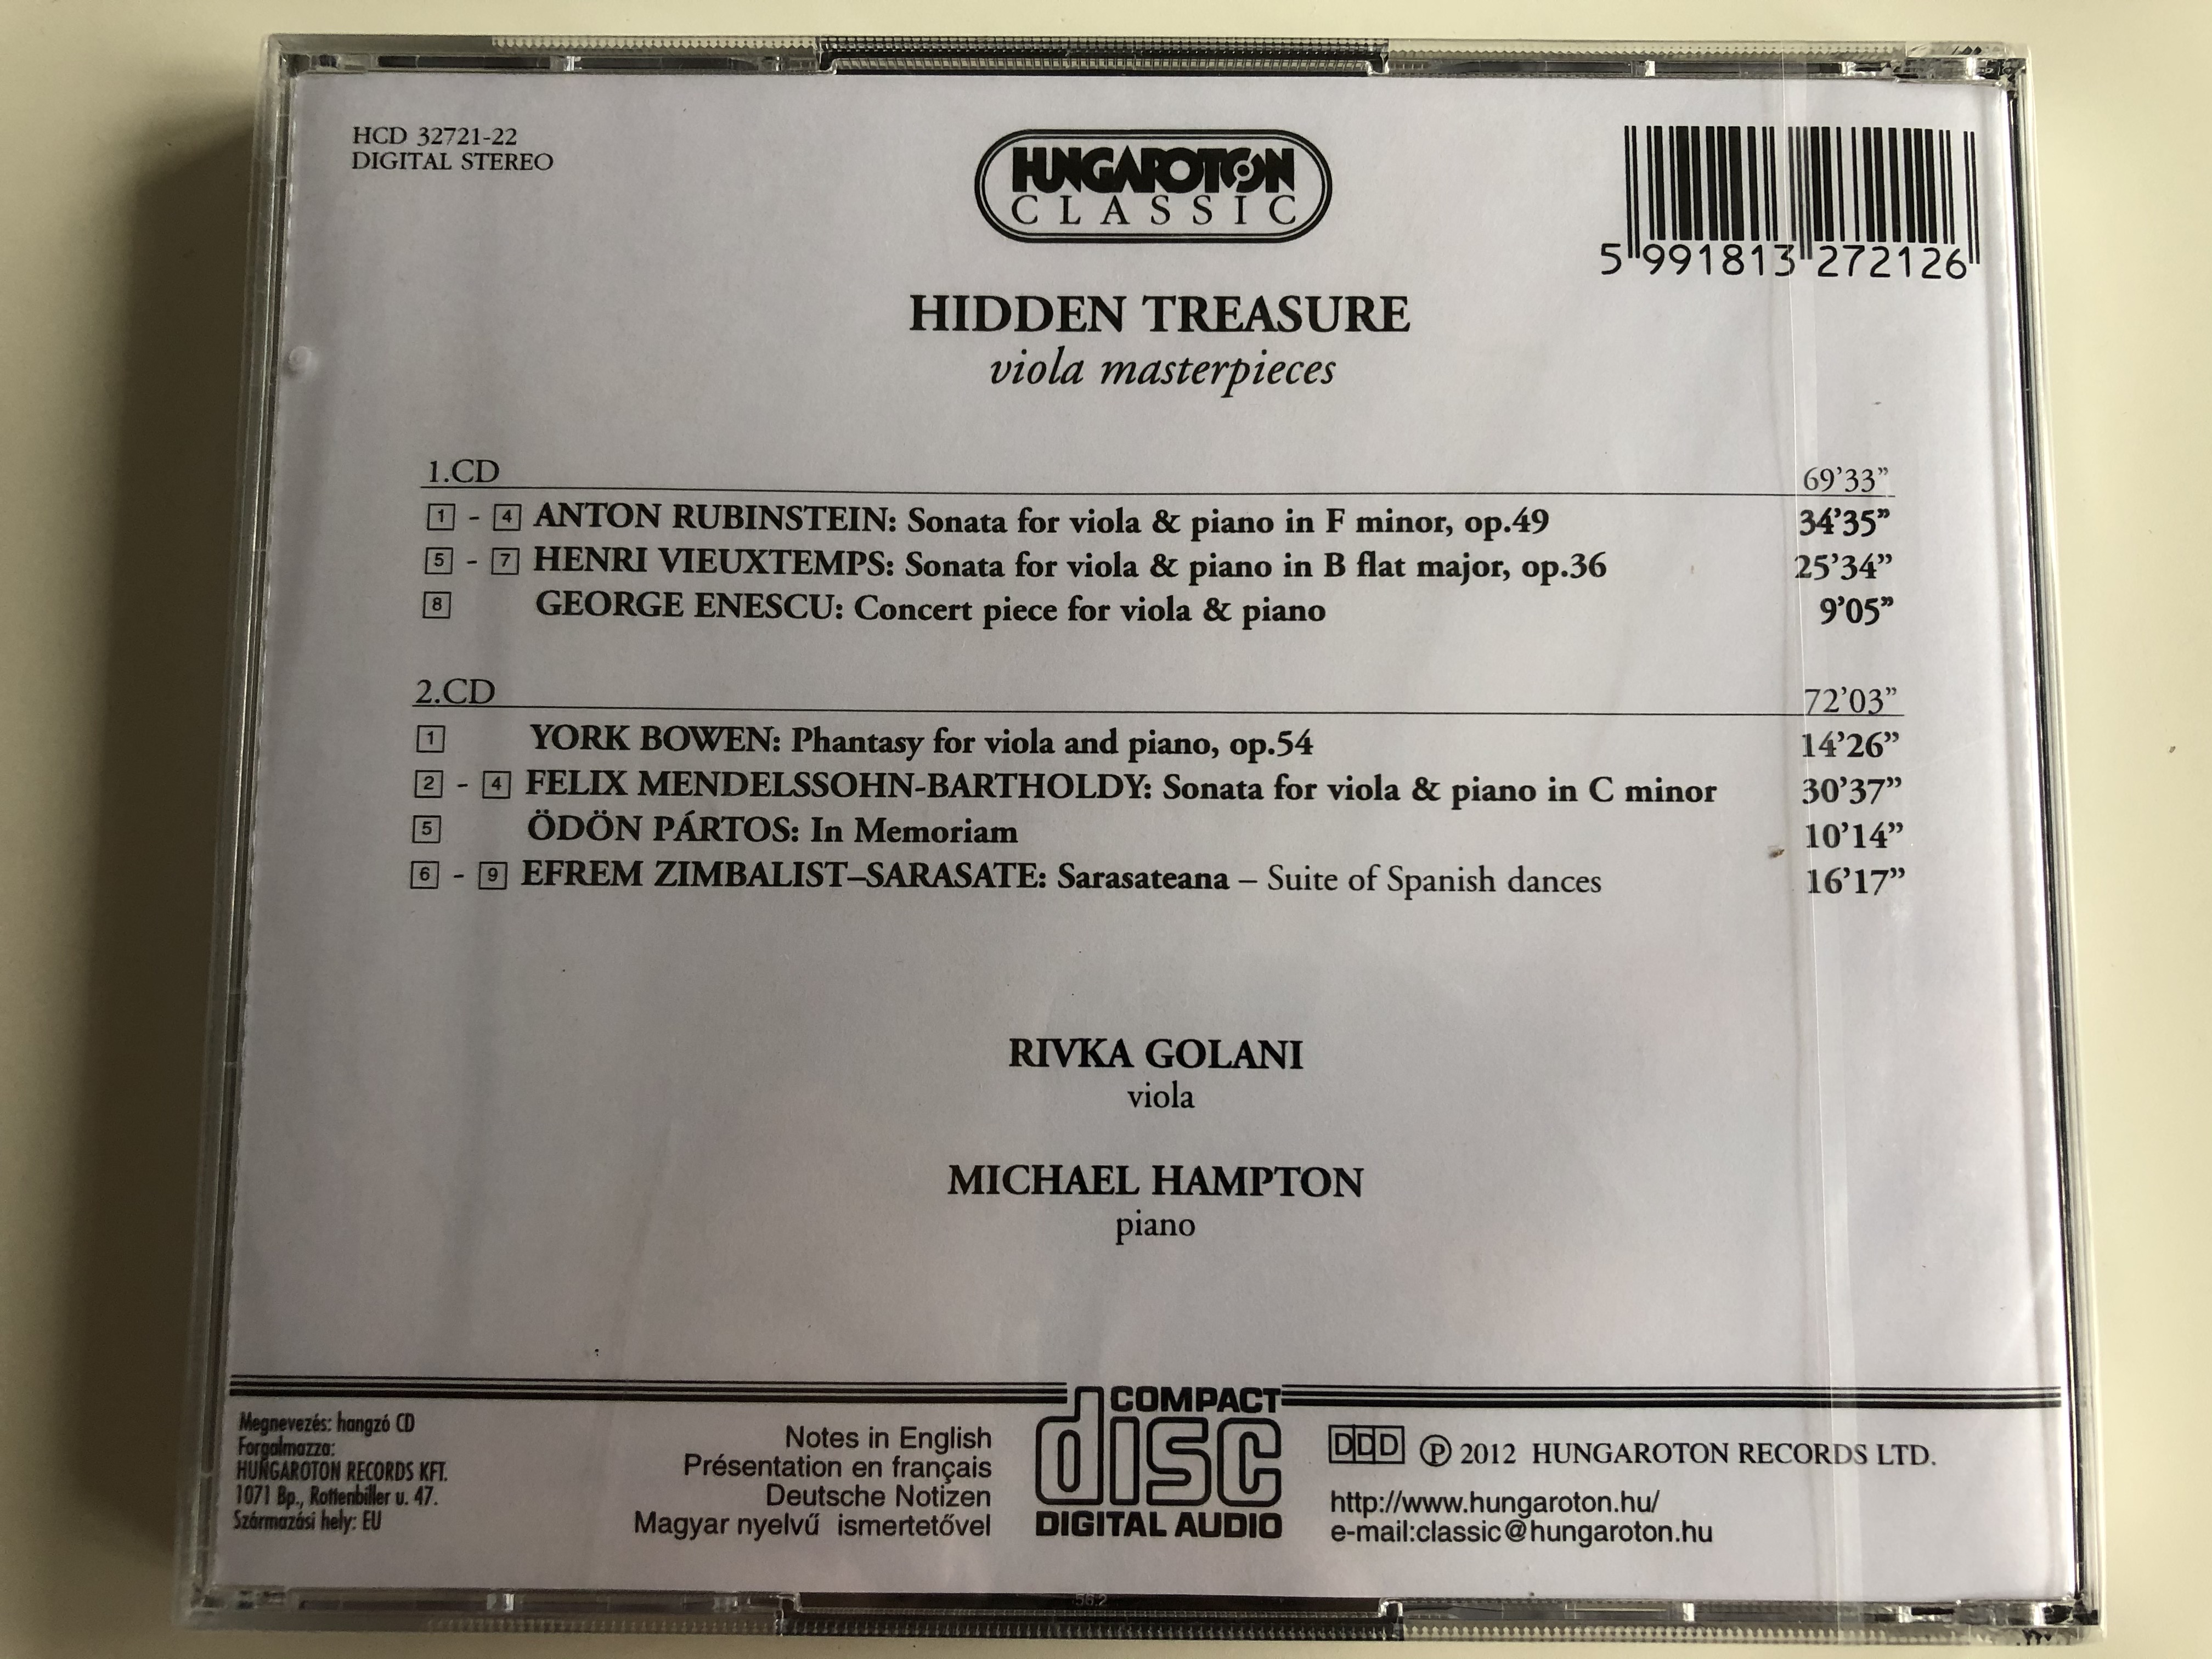 HCD 32721-22
DIGITAL STEREO
HUNGAROTON
CLASSIC
5 991813 272126
HIDDEN TREASURE
viola masterpieces
1.CD 69’33”
1 - 4 ANTON RUBINSTEIN: Sonata for viola & piano in F minor, op.49 34’35”
5 - 7 HENRI VIEUXTEMPS: Sonata for viola & piano in B flat major, op.36 25’34”
8 GEORGE ENESCU: Concert piece for viola & piano 9’05”
2.CD 72’03”
1 YORK BOWEN: Phantasy for viola and piano, op.54 14’26”
2 - 4 FELIX MENDELSSOHN-BARTHOLDY: Sonata for viola & piano in C minor 30’37”
5 ÖDÖN PÁRTOS: In Memoriam 10’14”
6 - 9 EFREM ZIMBALIST–SARASATE: Sarasateana – Suite of Spanish dances 16’17”
RIVKA GOLANI
viola
MICHAEL HAMPTON
piano
Megnevezés: hangzó CD
Forgalmazza:
HUNGAROTON RECORDS KFT.
1071 Bp., Rottenbiller u. 47.
Származási hely: EU
Notes in English
Présentation en français
Deutsche Notizen
Magyar nyelvű ismertetővel
COMPACT
disc
DIGITAL AUDIO
DDD Ⓟ 2012 HUNGAROTON RECORDS LTD.
http://www.hungaroton.hu/
e-mail:classic@hungaroton.hu
56.2